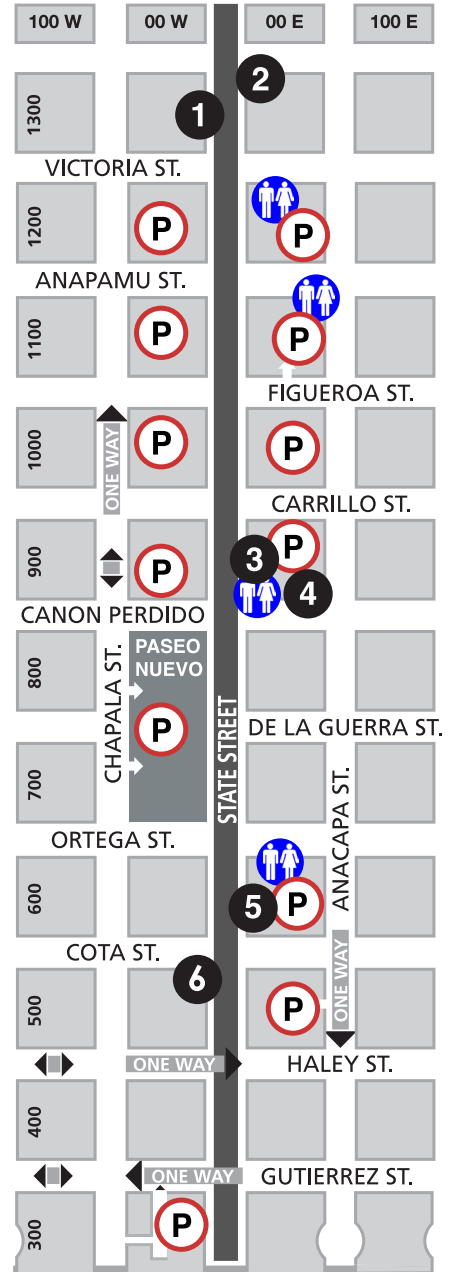 100 W
00 W
00 E
100 E
2
1
1300
VICTORIA ST.
1200
P
P
ANAPAMU ST.
1100
P
P
FIGUEROA ST.
1000
ONE WAY
P
P
CARRILLO ST.
900
P
3
P
4
CANON PERDIDO
800
CHAPALA ST.
PASEO
NUEVO
P
STATE STREET
DE LA GUERRA ST.
700
ANACAPA ST.
ORTEGA ST.
600
5
P
COTA ST.
6
500
P
ONE WAY
ONE WAY
HALEY ST.
400
ONE WAY
GUTIERREZ ST.
300
P